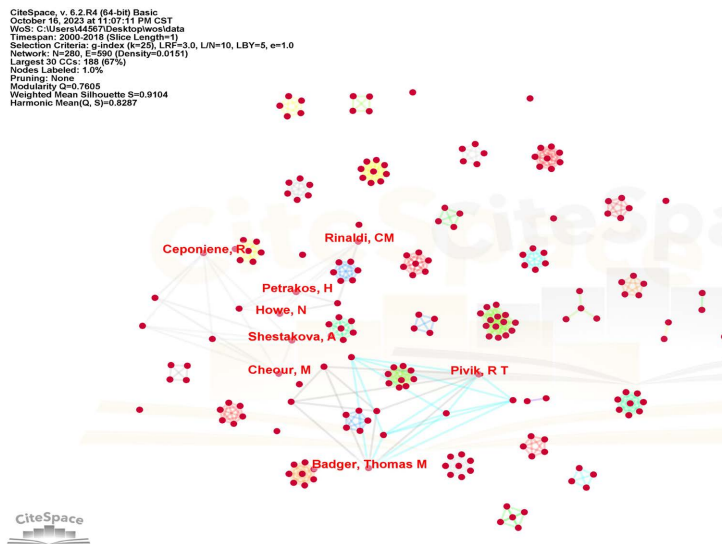 CiteSpace, v. 6.2.R4 (64-bit) Basic
October 16, 2023 at 11:07:11 PM CST
WoS: C:\Users\44567\Desktop\wos\data
Timespan: 2000-2018 (Slice Length=1)
Selection Criteria: g-index (k=25), LRF=3.0, L/N=10, LBY=5, e=1.0
Network: N=280, E=590 (Density=0.0151)
Largest 30 CCs: 188 (67%)
Nodes Labeled: 1.0%
Pruning: None
Modularity Q=0.7605
Weighted Mean Silhouette S=0.9104
Harmonic Mean(Q, S)=0.8287
CiteSpace
CiteSpa
Rinaldi, CM
Ceponiene, R
Petrakos, H
Howe, N
Shestakova, A
Cheour, M
Pivik, R T
Badger, Thomas M
CiteSpace